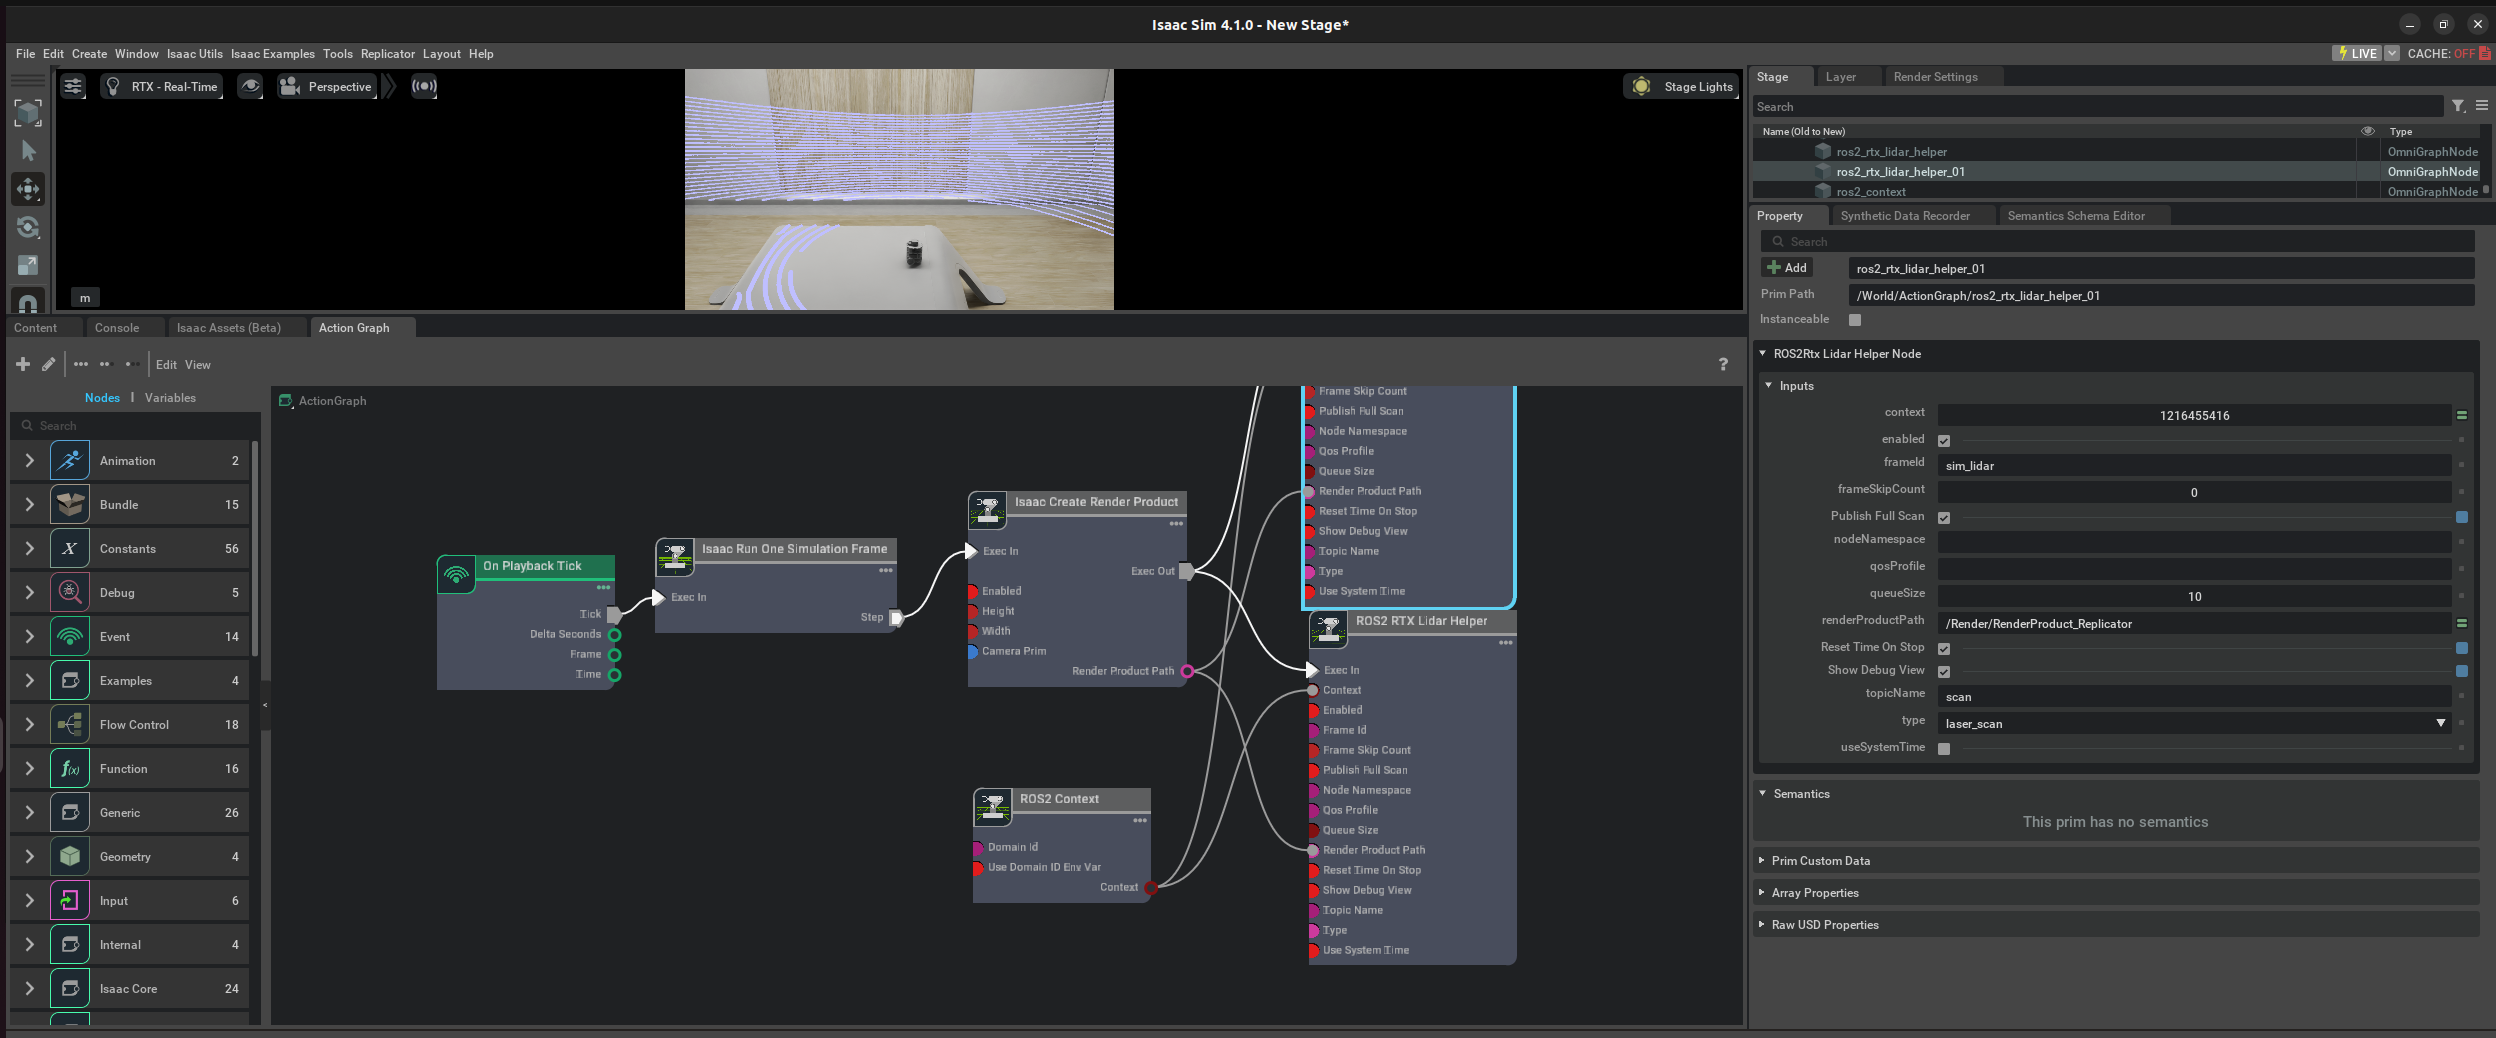 Isaac Sim 4.1.0 - New Stage*
File Edit Create Window Isaac Utils Isaac Examples Tools Replicator Layout Help
LIVE CACHE: OFF
RTX - Real-Time Perspective Stage Lights
m
Content Console Isaac Assets (Beta) Action Graph
Edit View ?
Nodes | Variables
Search
Animation 2
Bundle 15
Constants 56
Debug 5
Event 14
Examples 4
Flow Control 18
Function 16
Generic 26
Geometry 4
Input 6
Internal 4
Isaac Core 24
ActionGraph
On Playback Tick
Tick
Delta Seconds
Frame
Time
Isaac Run One Simulation Frame
Exec In
Step
Isaac Create Render Product
Exec In
Exec Out
Enabled
Height
Width
Camera Prim
Render Product Path
ROS2 Context
Domain Id
Use Domain ID Env Var
Context
Frame Skip Count
Publish Full Scan
Node Namespace
Qos Profile
Queue Size
Render Product Path
Reset Time On Stop
Show Debug View
Topic Name
Type
Use System Time
ROS2 RTX Lidar Helper
Exec In
Context
Enabled
Frame Id
Frame Skip Count
Publish Full Scan
Node Namespace
Qos Profile
Queue Size
Render Product Path
Reset Time On Stop
Show Debug View
Topic Name
Type
Use System Time
Stage Layer Render Settings
Search
Name (Old to New) Type
ros2_rtx_lidar_helper OmniGraphNode
ros2_rtx_lidar_helper_01 OmniGraphNode
ros2_context OmniGraphNode
Property Synthetic Data Recorder Semantics Schema Editor
Search
Add ros2_rtx_lidar_helper_01
Prim Path /World/ActionGraph/ros2_rtx_lidar_helper_01
Instanceable
ROS2Rtx Lidar Helper Node
Inputs
context 1216455416
enabled
frameId sim_lidar
frameSkipCount 0
Publish Full Scan
nodeNamespace
qosProfile
queueSize 10
renderProductPath /Render/RenderProduct_Replicator
Reset Time On Stop
Show Debug View
topicName scan
type laser_scan
useSystemTime
Semantics
This prim has no semantics
Prim Custom Data
Array Properties
Raw USD Properties